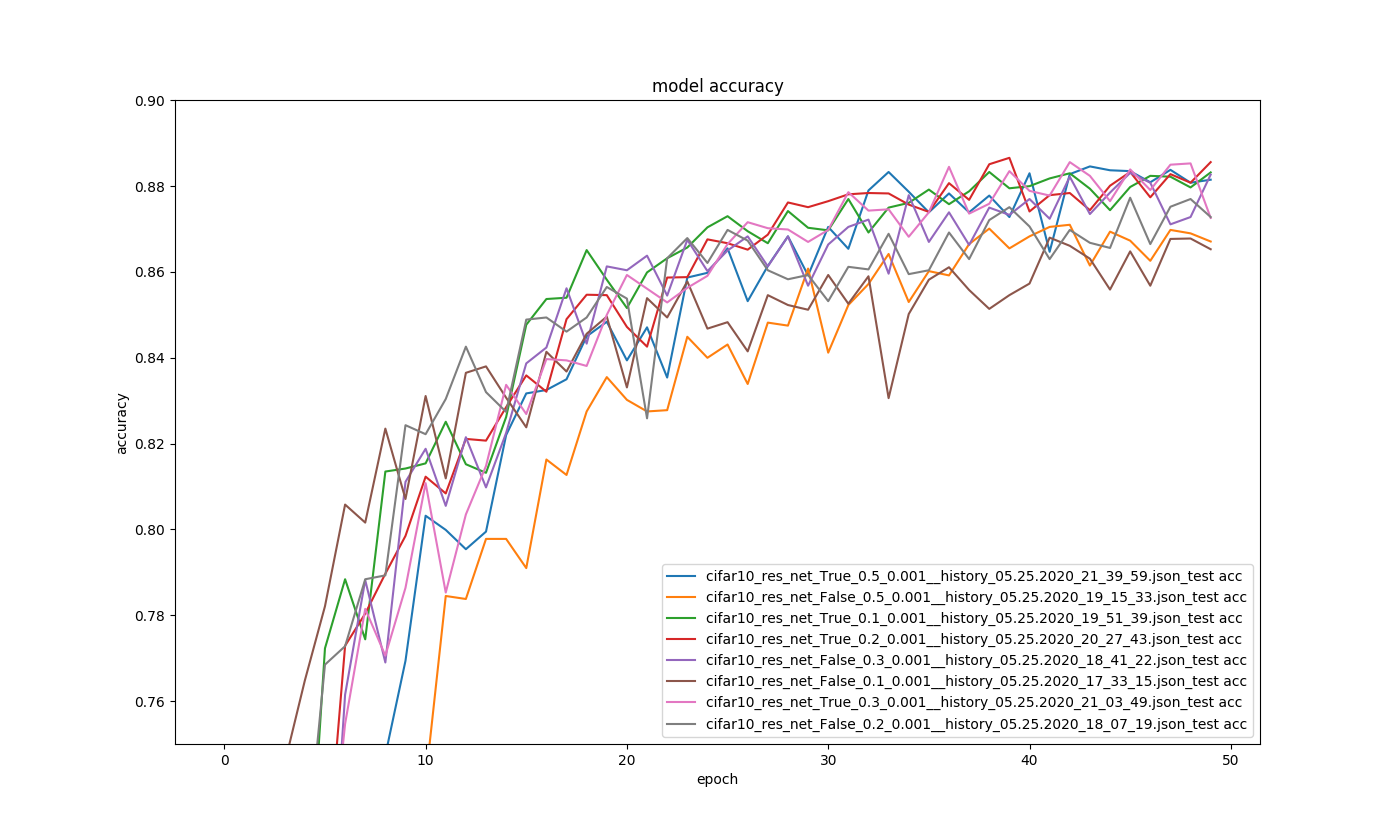 model accuracy
0.90
0.88
0.86
0.84
0.82
0.80
0.78
0.76
accuracy
cifar10_res_net_True_0.5_0.001__history_05.25.2020_21_39_59.json_test acc
cifar10_res_net_False_0.5_0.001__history_05.25.2020_19_15_33.json_test acc
cifar10_res_net_True_0.1_0.001__history_05.25.2020_19_51_39.json_test acc
cifar10_res_net_True_0.2_0.001__history_05.25.2020_20_27_43.json_test acc
cifar10_res_net_False_0.3_0.001__history_05.25.2020_18_41_22.json_test acc
cifar10_res_net_False_0.1_0.001__history_05.25.2020_17_33_15.json_test acc
cifar10_res_net_True_0.3_0.001__history_05.25.2020_21_03_49.json_test acc
cifar10_res_net_False_0.2_0.001__history_05.25.2020_18_07_19.json_test acc
0 10 20 30 40 50
epoch